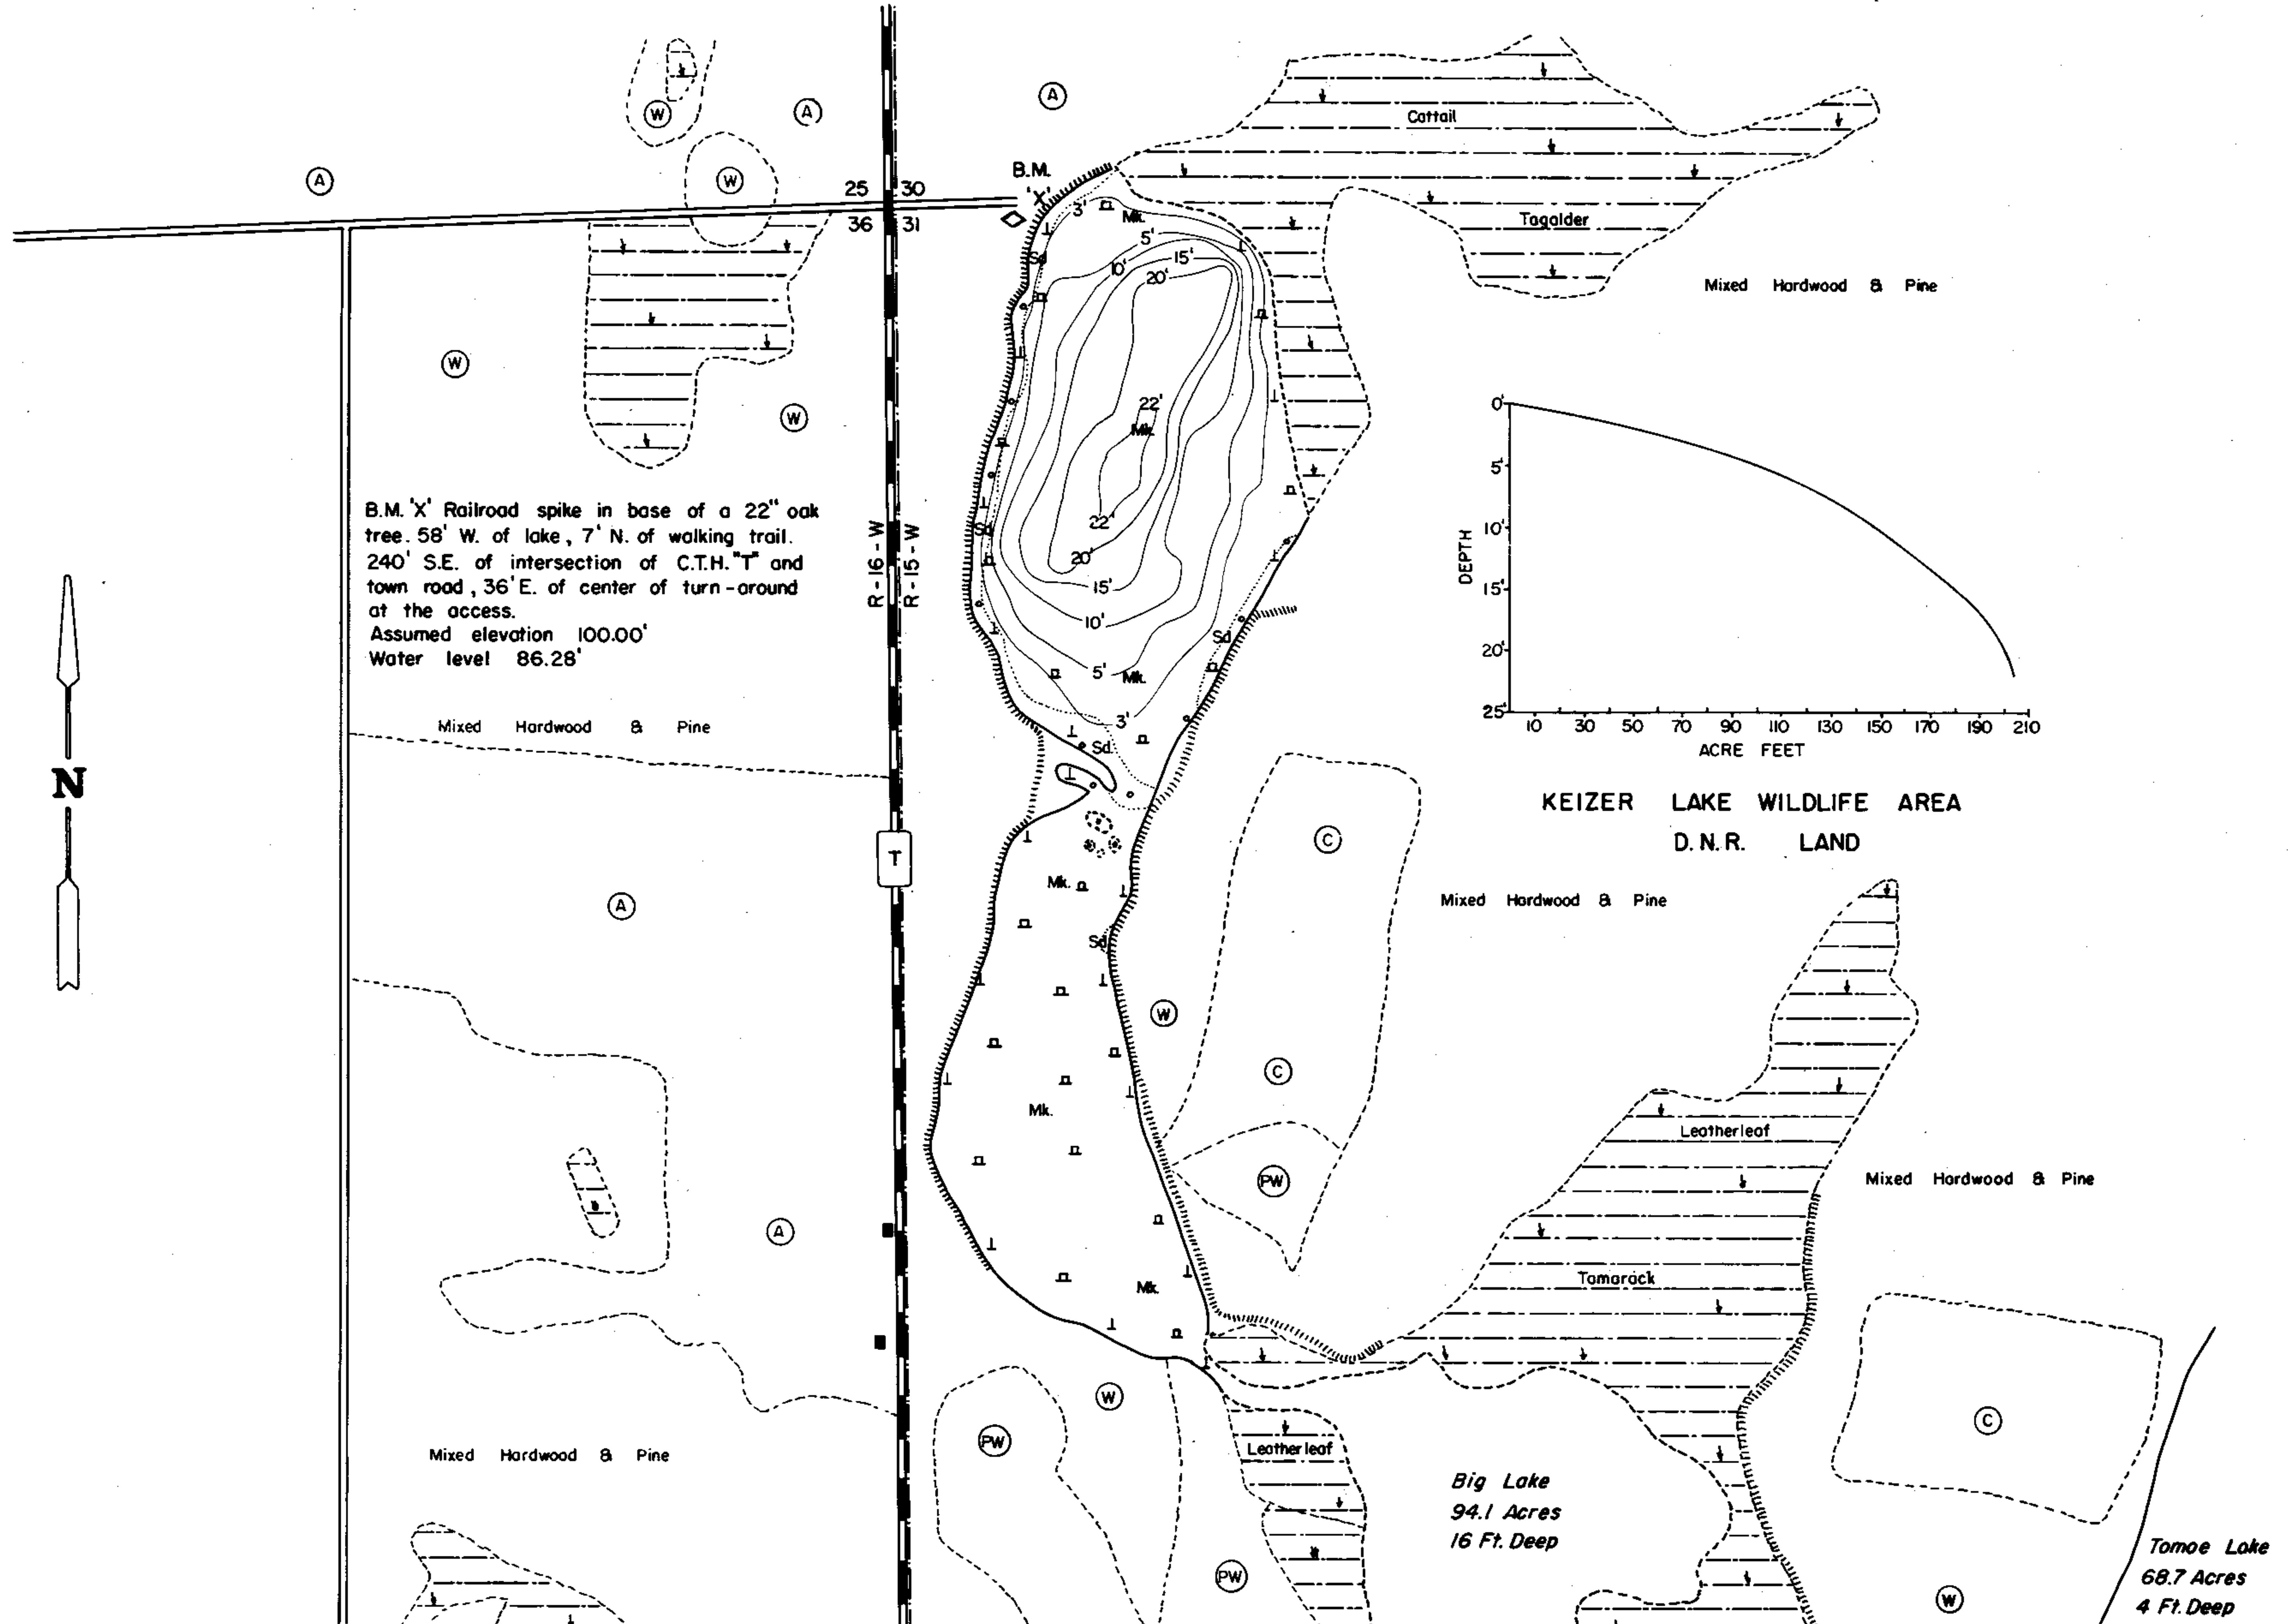 A
W
A
W
A
Cattail
B.M.
'X'
25 30
36 31
3'
Mk.
Tagalder
5'
Sd
10'
15'
20'
Mixed Hardwood & Pine
W
W
22'
Mk.
B.M. 'X' Railroad spike in base of a 22" oak
tree. 58' W. of lake, 7' N. of walking trail.
240' S.E. of intersection of C.T.H. "T" and
town road, 36' E. of center of turn-around
at the access.
Assumed elevation 100.00'
Water level 86.28'
R-16-W
R-15-W
Sd
22'
20'
15'
10'
Sd
5'
Mk.
3'
Sd.
0'
5'
10'
15'
20'
25'
DEPTH
10 30 50 70 90 110 130 150 170 190 210
ACRE FEET
Mixed Hardwood & Pine
N
KEIZER LAKE WILDLIFE AREA
D.N.R. LAND
T
C
Mk.
A
Sd
Mixed Hardwood & Pine
W
C
Mk.
Leatherleaf
PW
Mixed Hardwood & Pine
A
Mk.
Tamarack
W
PW
C
Leatherleaf
Mixed Hardwood & Pine
Big Lake
94.1 Acres
16 Ft. Deep
PW
W
Tomoe Lake
68.7 Acres
4 Ft. Deep